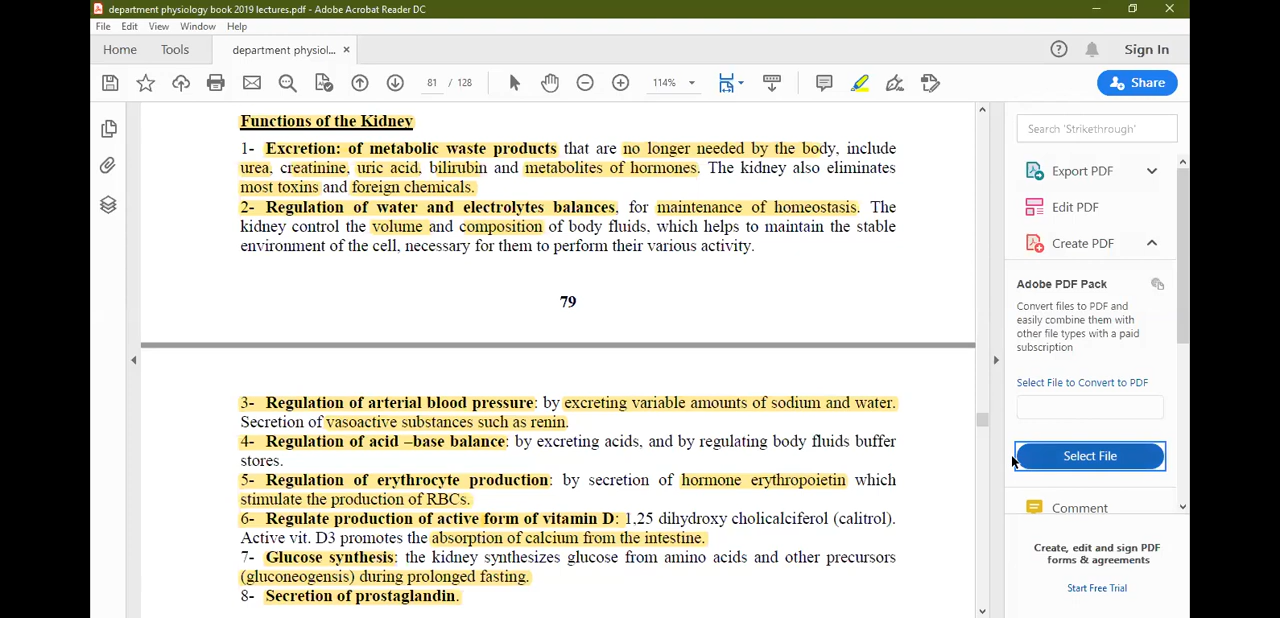 department physiology book 2019 lectures.pdf - Adobe Acrobat Reader DC
File Edit View Window Help
Home Tools department physiol... ×
Sign In
81 / 128
114%
Share
Functions of the Kidney
1- Excretion: of metabolic waste products that are no longer needed by the body, include
urea, creatinine, uric acid, bilirubin and metabolites of hormones. The kidney also eliminates
most toxins and foreign chemicals.
2- Regulation of water and electrolytes balances, for maintenance of homeostasis. The
kidney control the volume and composition of body fluids, which helps to maintain the stable
environment of the cell, necessary for them to perform their various activity.
79
3- Regulation of arterial blood pressure: by excreting variable amounts of sodium and water.
Secretion of vasoactive substances such as renin.
4- Regulation of acid –base balance: by excreting acids, and by regulating body fluids buffer
stores.
5- Regulation of erythrocyte production: by secretion of hormone erythropoietin which
stimulate the production of RBCs.
6- Regulate production of active form of vitamin D: 1,25 dihydroxy cholicalciferol (calitrol).
Active vit. D3 promotes the absorption of calcium from the intestine.
7- Glucose synthesis: the kidney synthesizes glucose from amino acids and other precursors
(gluconeogensis) during prolonged fasting.
8- Secretion of prostaglandin.
Search 'Strikethrough'
Export PDF
Edit PDF
Create PDF
Adobe PDF Pack
Convert files to PDF and
easily combine them with
other file types with a paid
subscription
Select File to Convert to PDF
Select File
Comment
Create, edit and sign PDF
forms & agreements
Start Free Trial